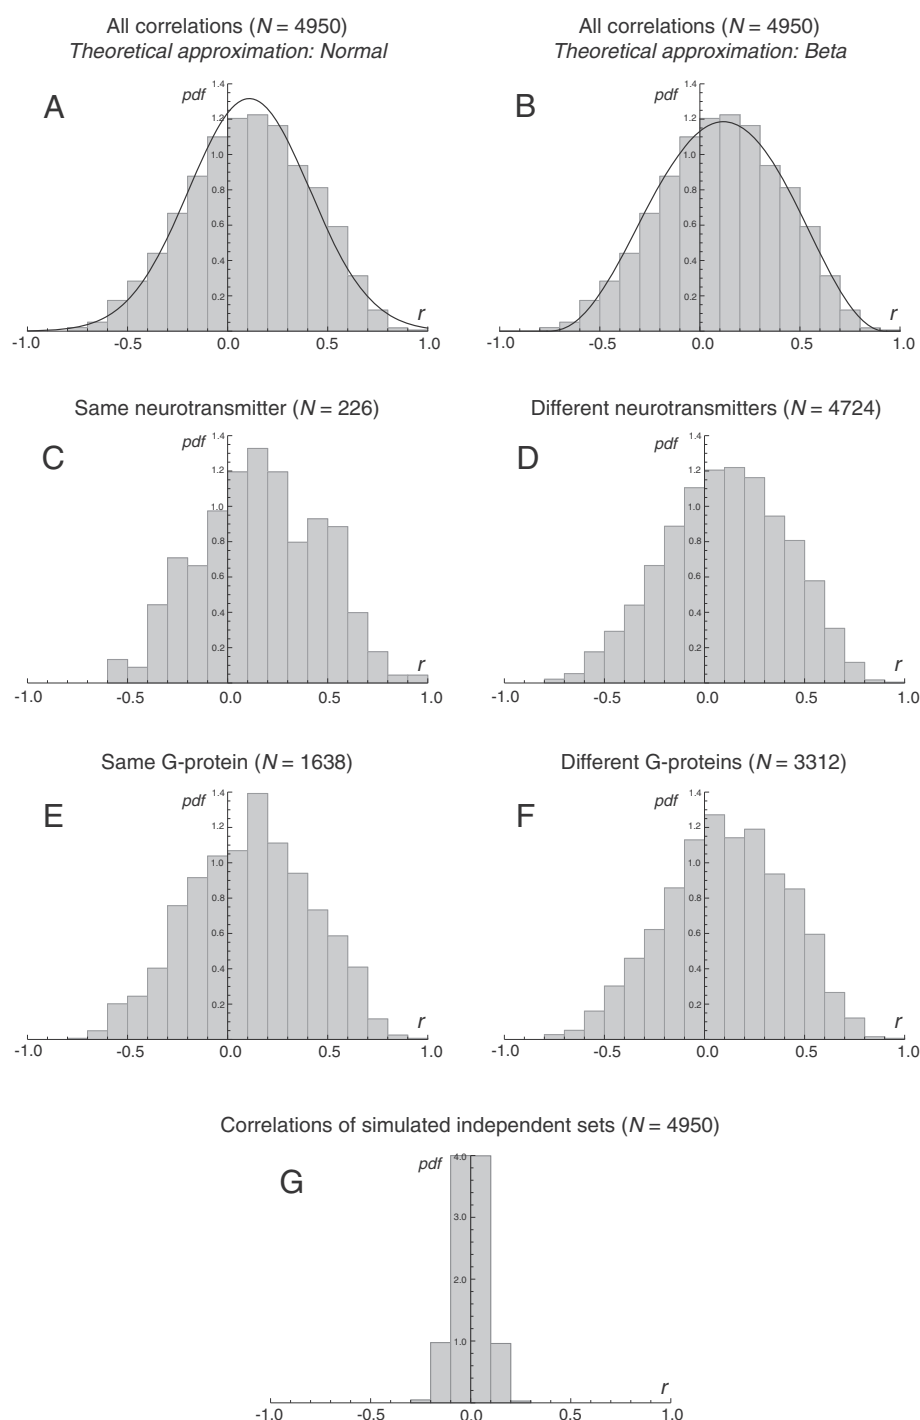 All correlations (N = 4950)
Theoretical approximation: Normal
A
pdf
1.4
1.2
1.0
0.8
0.6
0.4
0.2
r
-1.0 -0.5 0.0 0.5 1.0
All correlations (N = 4950)
Theoretical approximation: Beta
B
pdf
1.4
1.2
1.0
0.8
0.6
0.4
0.2
r
-1.0 -0.5 0.0 0.5 1.0
Same neurotransmitter (N = 226)
C
pdf
1.4
1.2
1.0
0.8
0.6
0.4
0.2
r
-1.0 -0.5 0.0 0.5 1.0
Different neurotransmitters (N = 4724)
D
pdf
1.4
1.2
1.0
0.8
0.6
0.4
0.2
r
-1.0 -0.5 0.0 0.5 1.0
Same G-protein (N = 1638)
E
pdf
1.4
1.2
1.0
0.8
0.6
0.4
0.2
r
-1.0 -0.5 0.0 0.5 1.0
Different G-proteins (N = 3312)
F
pdf
1.4
1.2
1.0
0.8
0.6
0.4
0.2
r
-1.0 -0.5 0.0 0.5 1.0
Correlations of simulated independent sets (N = 4950)
G
pdf
4.0
3.0
2.0
1.0
r
-1.0 -0.5 0.0 0.5 1.0